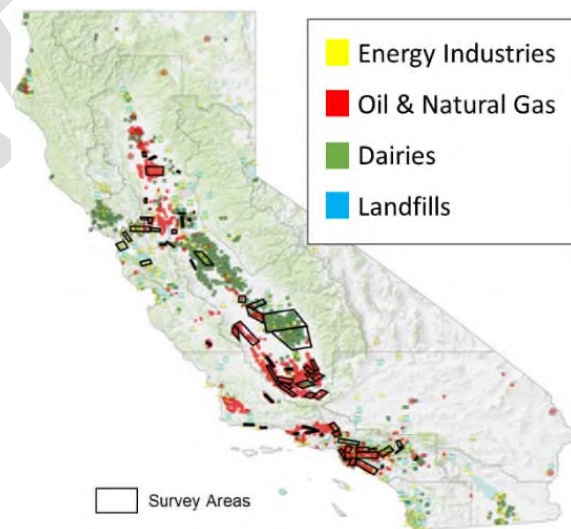 Energy Industries
Oil & Natural Gas
Dairies
Landfills
Survey Areas